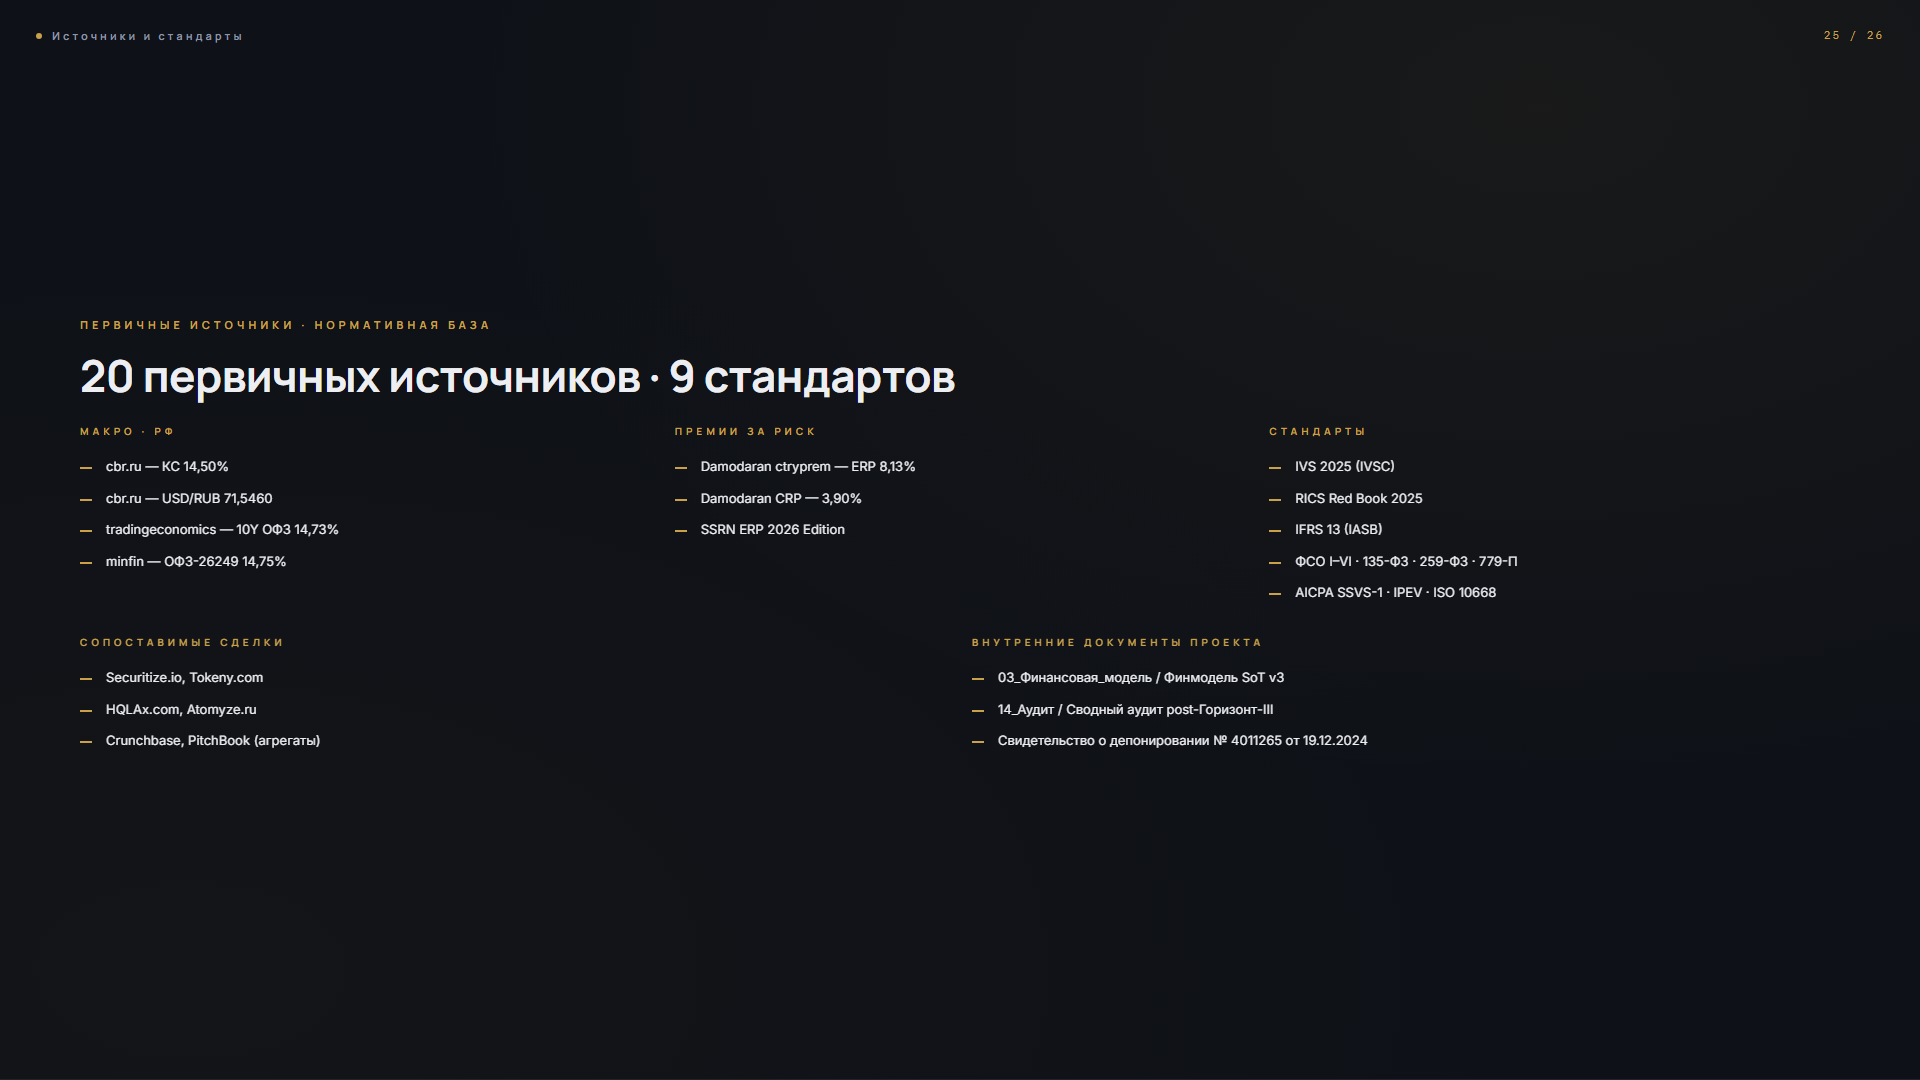 Источники и стандарты
25 / 26
ПЕРВИЧНЫЕ ИСТОЧНИКИ · НОРМАТИВНАЯ БАЗА
20 первичных источников · 9 стандартов
МАКРО · РФ
— cbr.ru — КС 14,50%
— cbr.ru — USD/RUB 71,5460
— tradingeconomics — 10Y ОФЗ 14,73%
— minfin — ОФЗ-26249 14,75%
ПРЕМИИ ЗА РИСК
— Damodaran ctryprem — ERP 8,13%
— Damodaran CRP — 3,90%
— SSRN ERP 2026 Edition
СТАНДАРТЫ
— IVS 2025 (IVSC)
— RICS Red Book 2025
— IFRS 13 (IASB)
— ФСО I–VI · 135-ФЗ · 259-ФЗ · 779-П
— AICPA SSVS-1 · IPEV · ISO 10668
СОПОСТАВИМЫЕ СДЕЛКИ
— Securitize.io, Tokeny.com
— HQLAx.com, Atomyze.ru
— Crunchbase, PitchBook (агрегаты)
ВНУТРЕННИЕ ДОКУМЕНТЫ ПРОЕКТА
— 03_Финансовая_модель / Финмодель SoT v3
— 14_Аудит / Сводный аудит post-Горизонт-III
— Свидетельство о депонировании № 4011265 от 19.12.2024